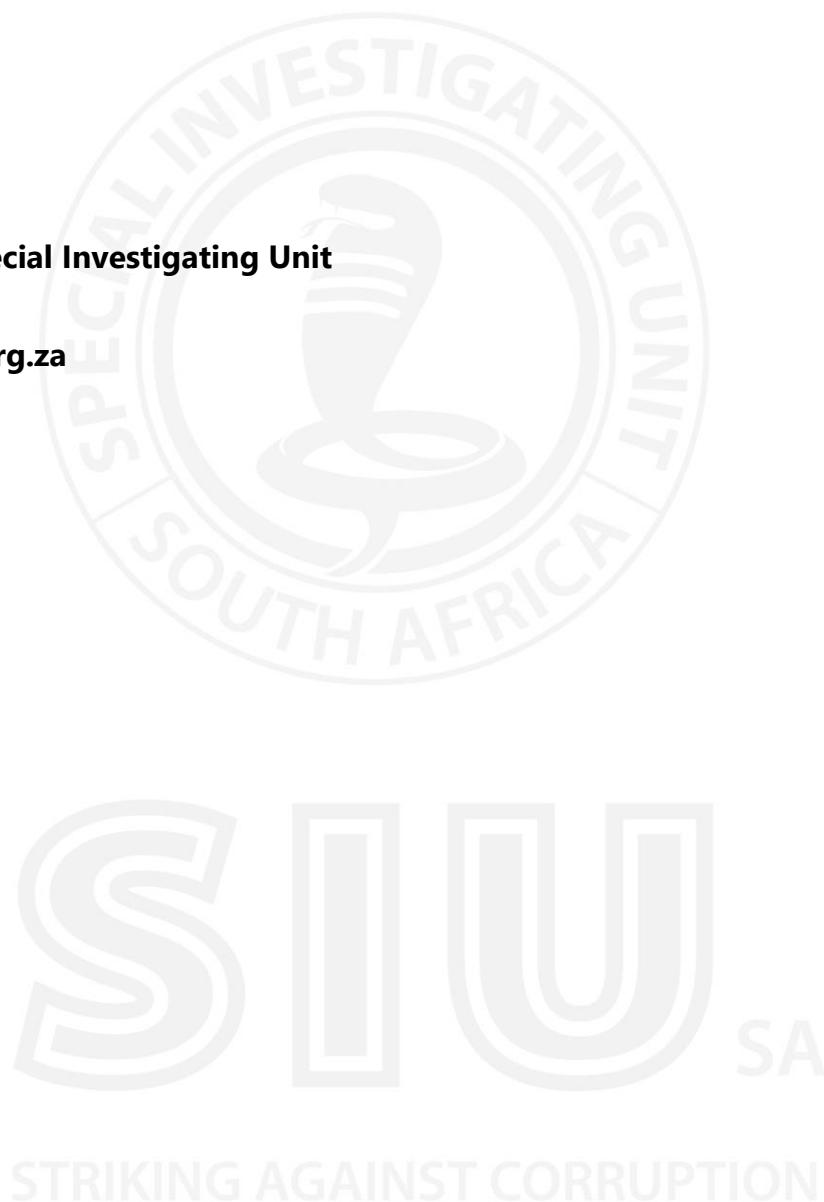 ecial Investigating Unit
rg.za
SPECIAL INVESTIGATING UNIT
SOUTH AFRICA
SIU SA
STRIKING AGAINST CORRUPTION